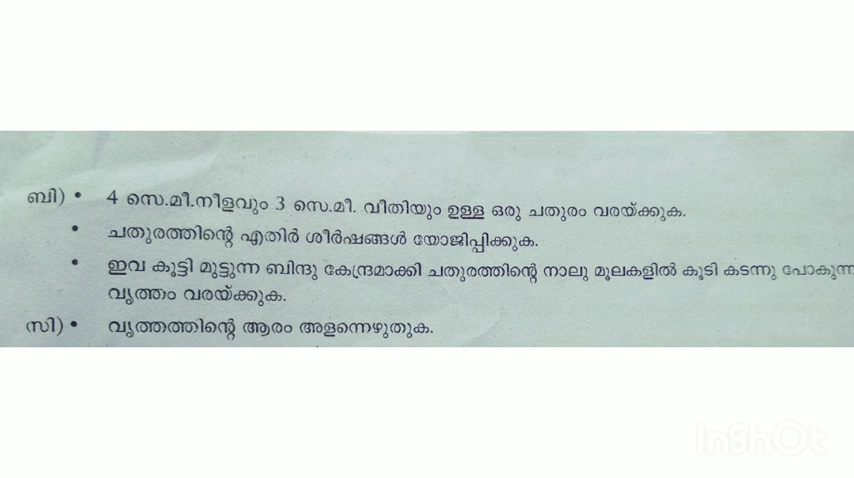 ബി) • 4 സെ.മീ.നീളവും 3 സെ.മീ. വീതിയും ഉള്ള ഒരു ചതുരം വരയ്ക്കുക.
• ചതുരത്തിന്റെ എതിർ ശീർഷങ്ങൾ യോജിപ്പിക്കുക.
• ഇവ കൂട്ടി മുട്ടുന്ന ബിന്ദു കേന്ദ്രമാക്കി ചതുരത്തിന്റെ നാലു മൂലകളിൽ കൂടി കടന്നു പോകുന്ന
വൃത്തം വരയ്ക്കുക.
സി) • വൃത്തത്തിന്റെ ആരം അളന്നെഴുതുക.
InShOt